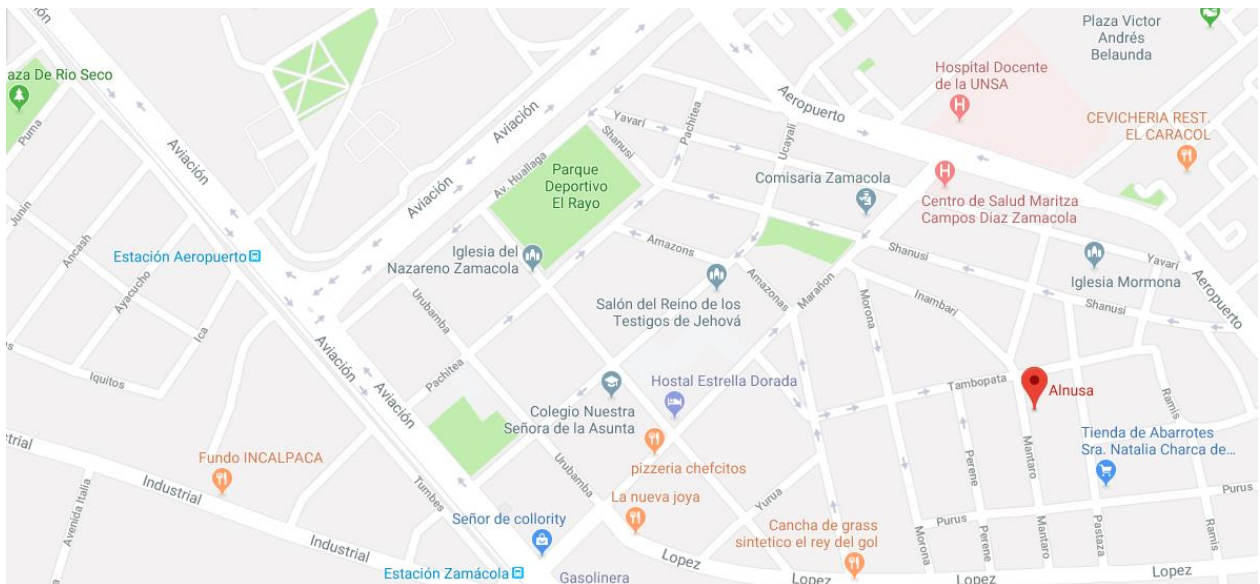 Plaza Victor
Andrés
Belaunda
Hospital Docente
de la UNSA
aza De Rio Seco
Aviación
Aeropuerto
CEVICHERIA REST.
EL CARACOL
Puma
Aviación
Yavarí
Shanusi
Pachitea
Ucayali
Av. Huallaga
Parque
Deportivo
El Rayo
Comisaria Zamacola
Centro de Salud Maritza
Campos Diaz Zamacola
Aviación
Junin
Ancash
Ayacucho
Ica
Iquitos
Estación Aeropuerto
Iglesia del
Nazareno Zamacola
Amazons
Amazonas
Marañon
Shanusi
Yavarí
Iglesia Mormona
Aeropuerto
Shanusi
Salón del Reino de los
Testigos de Jehová
Urubamba
Morona
Inambari
Aviación
Pachitea
Aviación
Hostal Estrella Dorada
Tambopata
Alnusa
Colegio Nuestra
Señora de la Asunta
Ramis
Tienda de Abarrotes
Sra. Natalia Charca de...
trial
Fundo INCALPACA
pizzeria chefcitos
Perene
Mantaro
Industrial
Avenida Italia
Tumbes
Urubamba
La nueva joya
Yurua
Purus
Purus
Señor de collority
Cancha de grass
sintetico el rey del gol
Morona
Perene
Mantaro
Pastaza
Ramis
Industrial
Estación Zamácola
Gasolinera
Lopez
Lopez
Lopez
Lopez